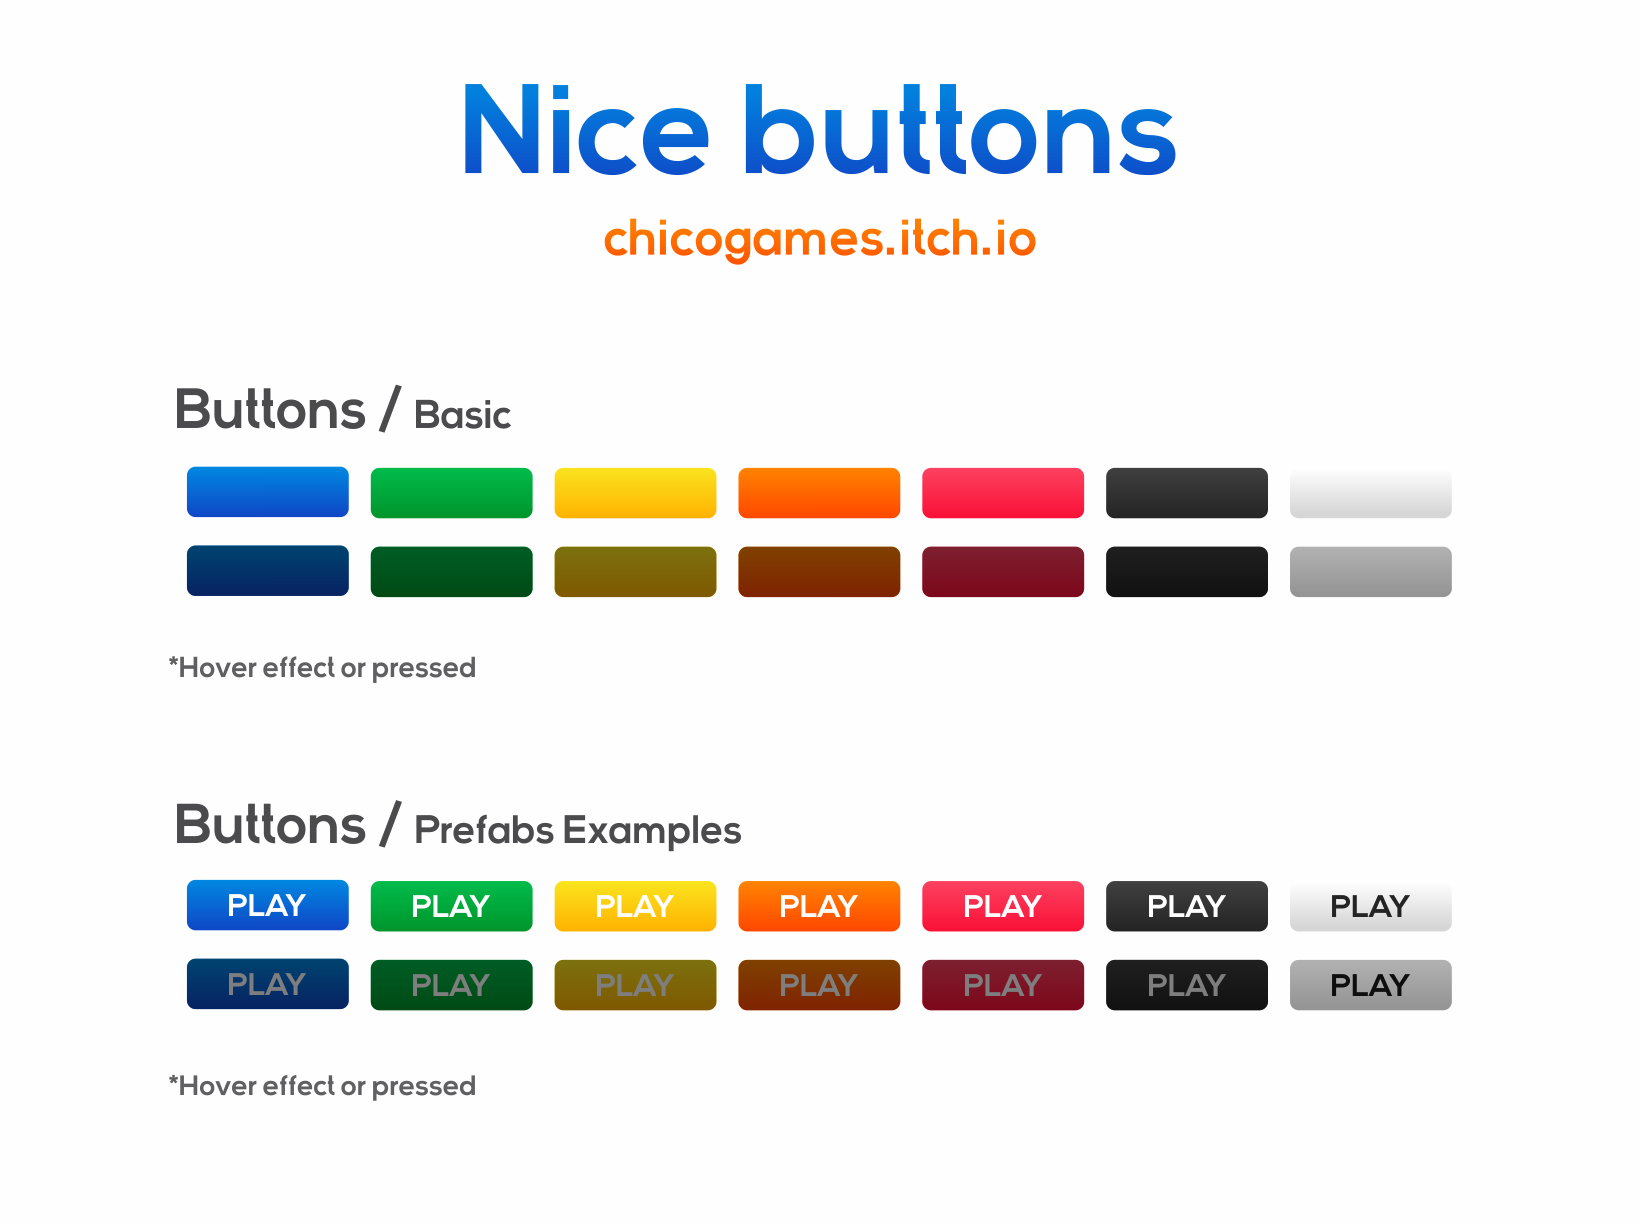 Nice buttons
chicogames.itch.io
Buttons / Basic
*Hover effect or pressed
Buttons / Prefabs Examples
PLAY PLAY PLAY PLAY PLAY PLAY PLAY
PLAY PLAY PLAY PLAY PLAY PLAY PLAY
*Hover effect or pressed